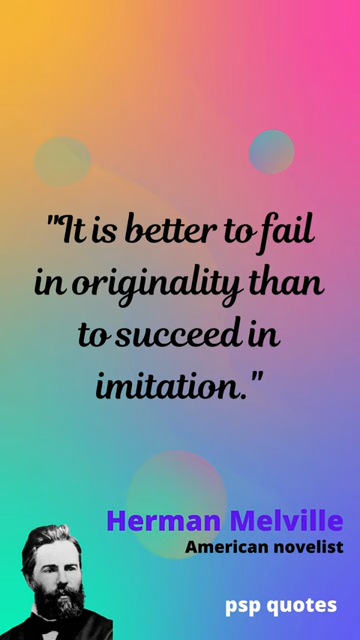 "It is better to fail
in originality than
to succeed in
imitation."
Herman Melville
American novelist
psp quotes